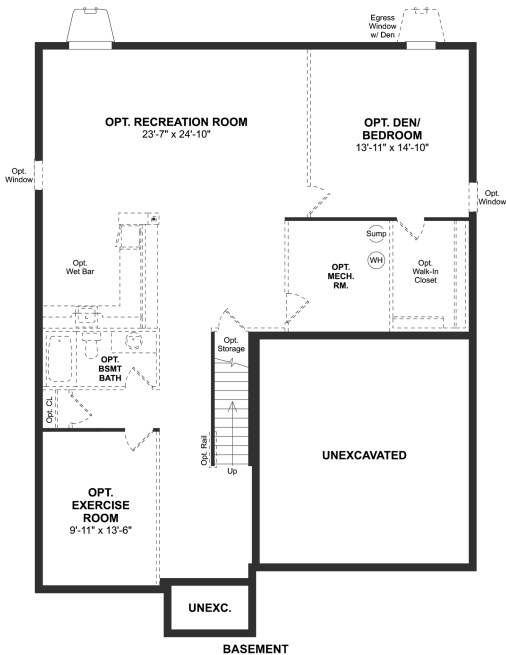 Egress
Window
w/ Den
OPT. RECREATION ROOM
23'-7" x 24'-10"
OPT. DEN/
BEDROOM
13'-11" x 14'-10"
Opt.
Window
Opt.
Window
Opt.
Wet Bar
Sump
WH
OPT.
MECH.
RM.
Opt.
Walk-In
Closet
Opt.
Storage
OPT.
BSMT
BATH
Opt. CL
Opt. Rail
Up
UNEXCAVATED
OPT.
EXERCISE
ROOM
9'-11" x 13'-6"
UNEXC.
BASEMENT